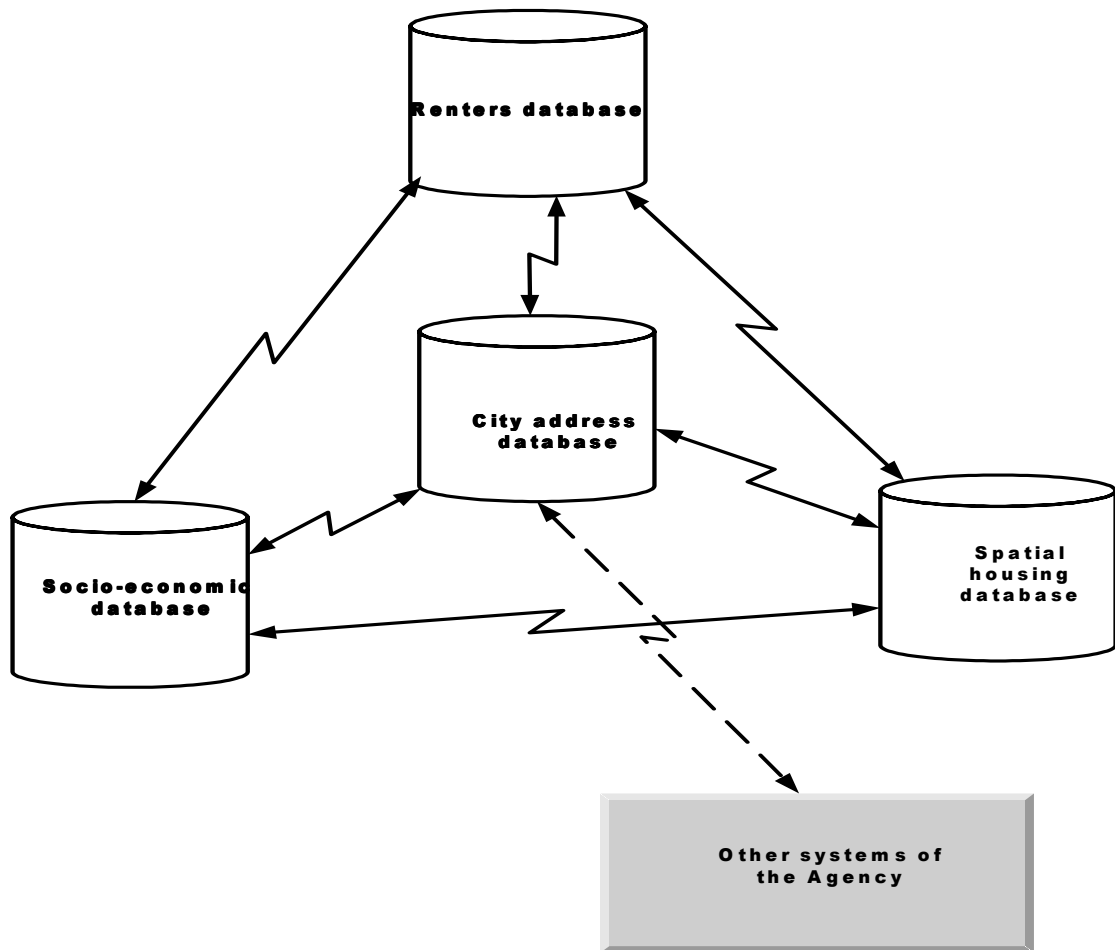 Renters database
City address
database
Socio-economic
database
Spatial
housing
database
Other systems of
the Agency